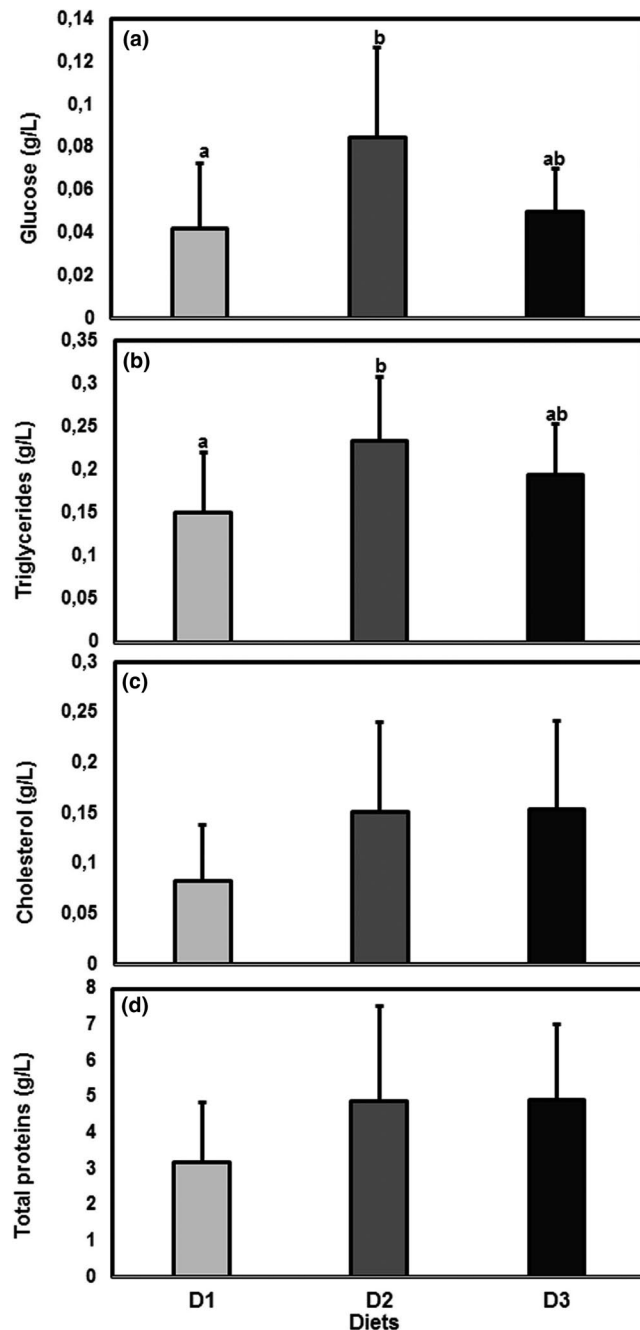 (a)
Glucose (g/L)
0,14
0,12
0,1
0,08
0,06
0,04
0,02
0
a
b
ab
(b)
Triglycerides (g/L)
0,35
0,3
0,25
0,2
0,15
0,1
0,05
0
a
b
ab
(c)
Cholesterol (g/L)
0,3
0,25
0,2
0,15
0,1
0,05
0
(d)
Total proteins (g/L)
8
7
6
5
4
3
2
1
0
D1 D2 D3
Diets